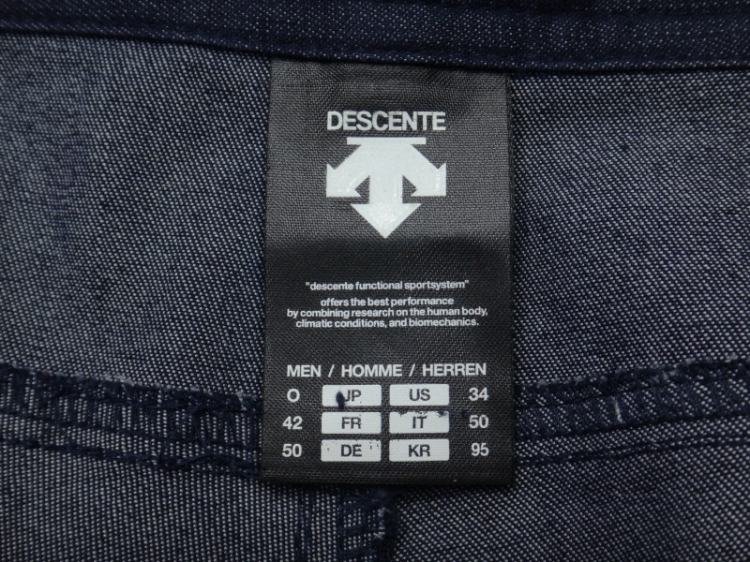 DESCENTE
"descente functional sportsystem"
offers the best performance
by combining research on the human body,
climatic conditions, and biomechanics.
MEN / HOMME / HERREN
O JP US 34
42 FR IT 50
50 DE KR 95